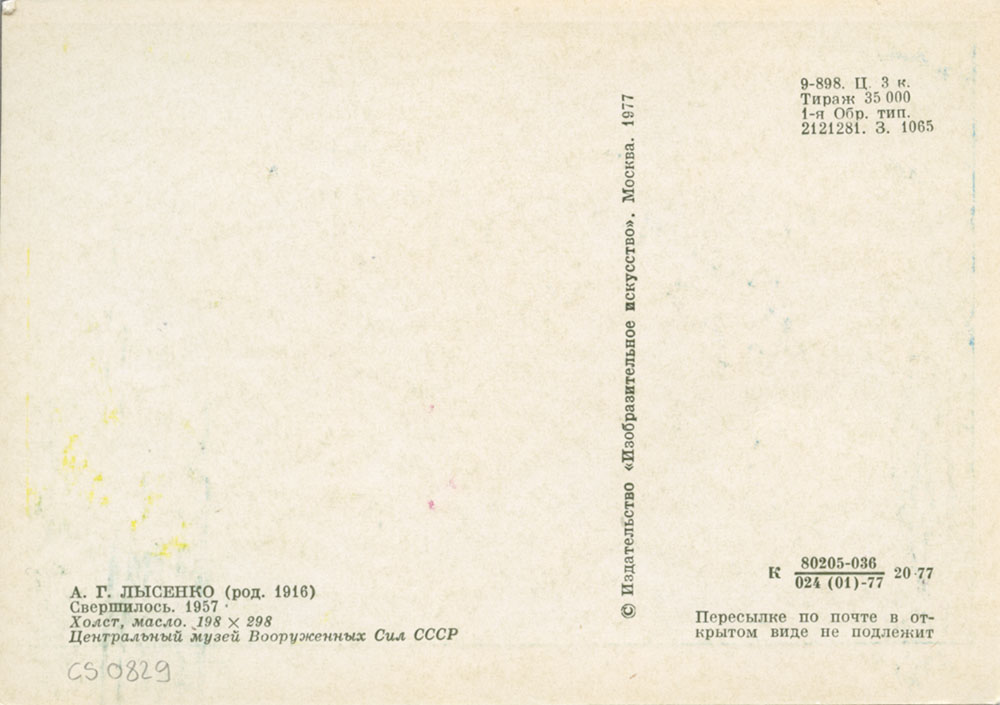 9-898. Ц. 3 к.
Тираж 35 000
1-я Обр. тип.
2121281. З. 1065
© Издательство «Изобразительное искусство». Москва. 1977
А. Г. ЛЫСЕНКО (род. 1916)
Свершилось. 1957
Холст, масло. 198 × 298
Центральный музей Вооруженных Сил СССР
CS 0829
К 80205-036 / 024 (01)-77 20-77
Пересылке по почте в от-
крытом виде не подлежит